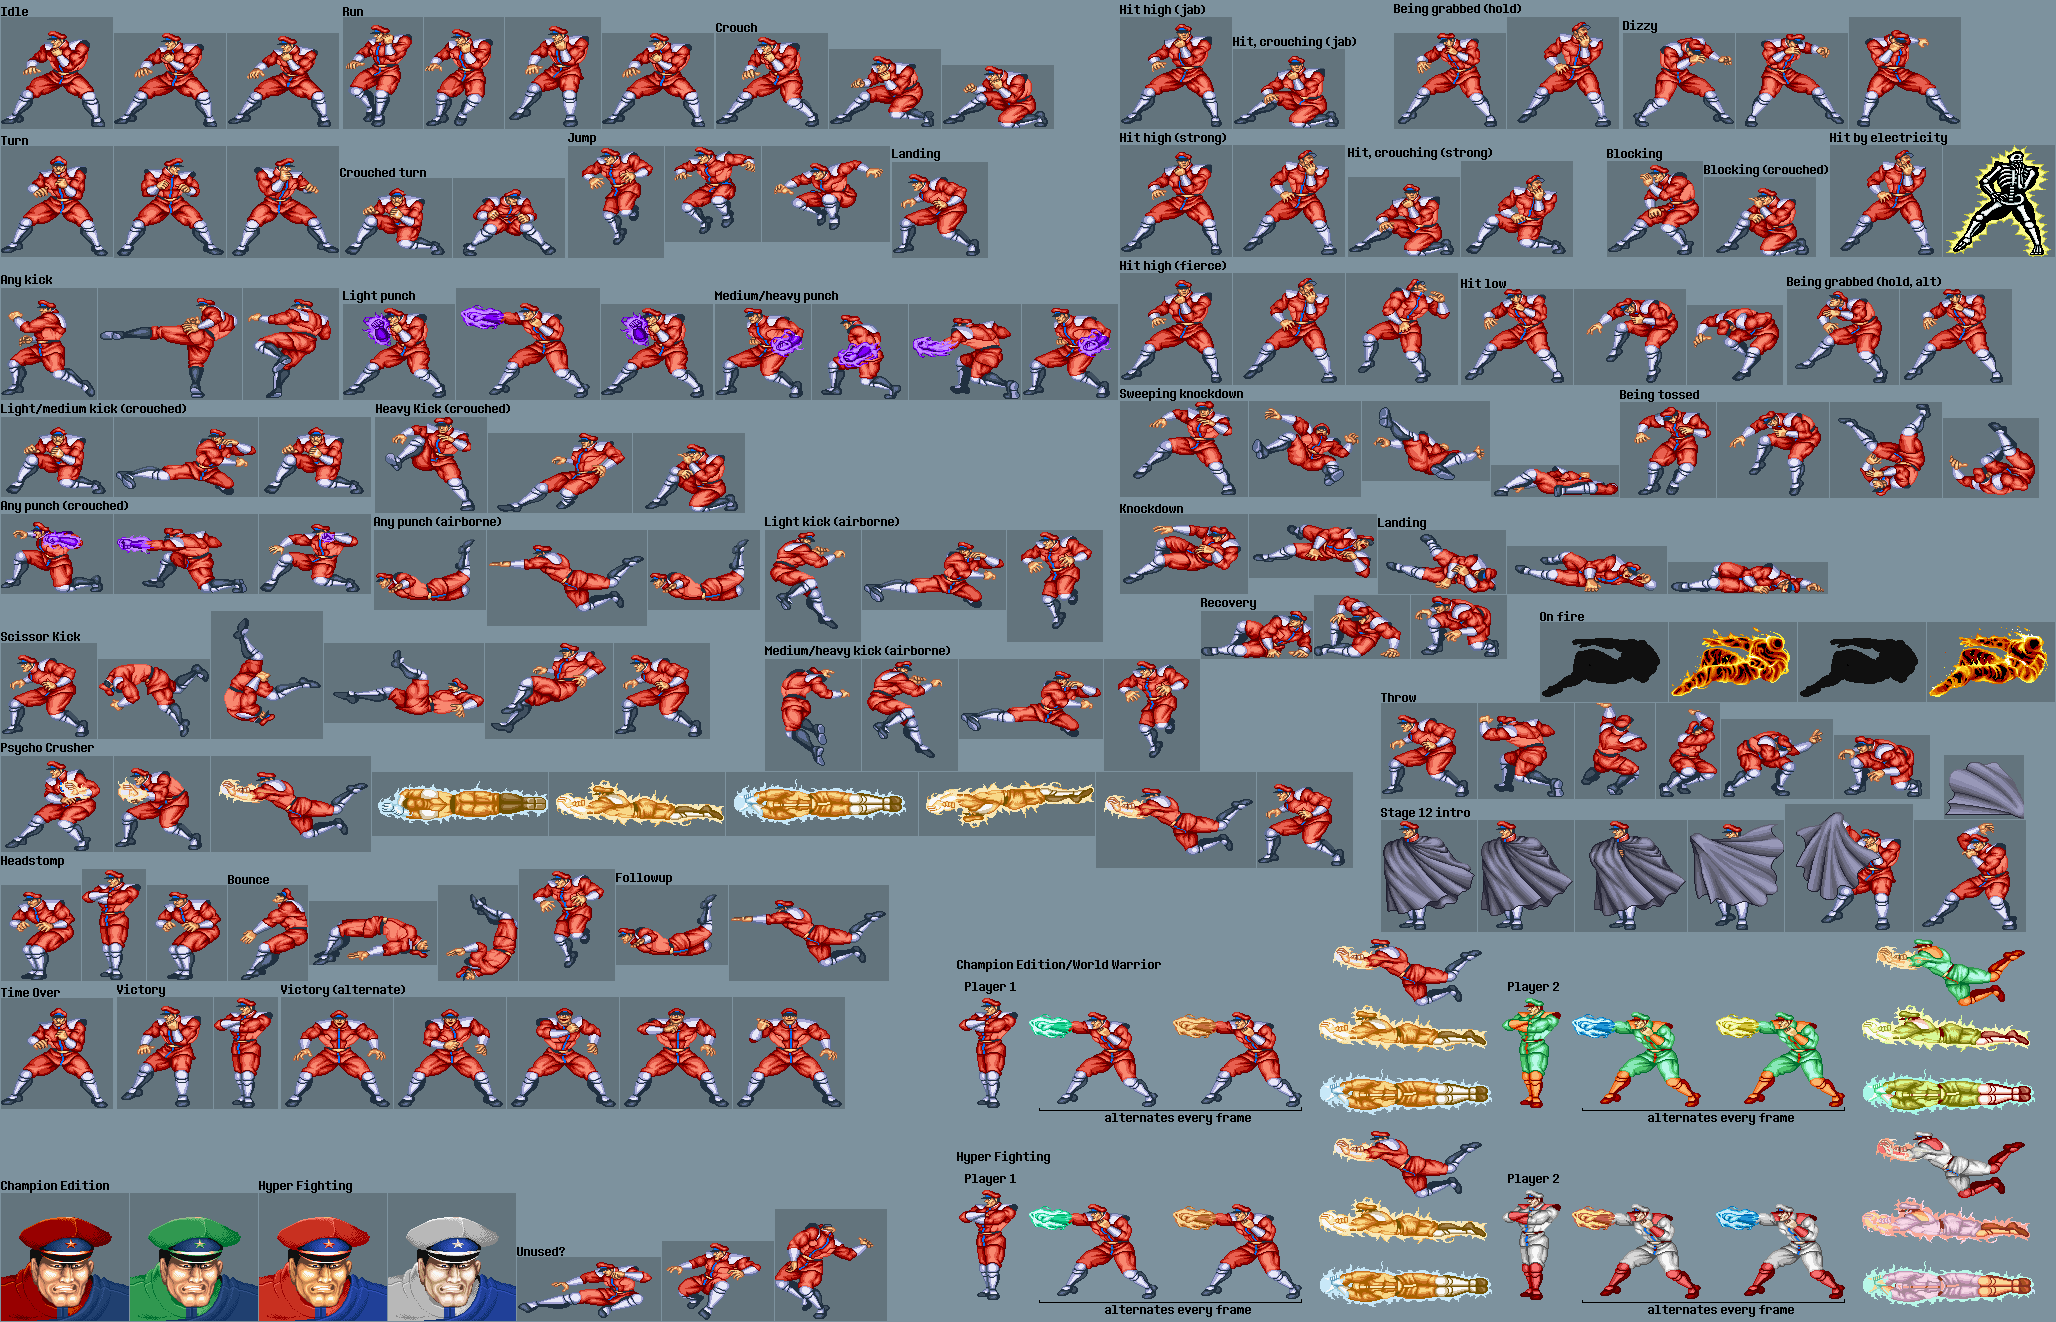 Idle
Run
Crouch
Turn
Crouched turn
Jump
Landing
Any kick
Light punch
Medium/heavy punch
Light/medium kick (crouched)
Heavy Kick (crouched)
Any punch (crouched)
Any punch (airborne)
Light kick (airborne)
Scissor Kick
Medium/heavy kick (airborne)
Psycho Crusher
Headstomp
Bounce
Followup
Time Over
Victory
Victory (alternate)
Champion Edition
Hyper Fighting
Unused?
Hit high (jab)
Hit, crouching (jab)
Being grabbed (hold)
Dizzy
Hit high (strong)
Hit, crouching (strong)
Blocking
Blocking (crouched)
Hit by electricity
Hit high (fierce)
Hit low
Being grabbed (hold, alt)
Sweeping knockdown
Being tossed
Knockdown
Landing
Recovery
On fire
Throw
Stage 12 intro
Champion Edition/World Warrior
Player 1
alternates every frame
Player 2
alternates every frame
Hyper Fighting
Player 1
alternates every frame
Player 2
alternates every frame